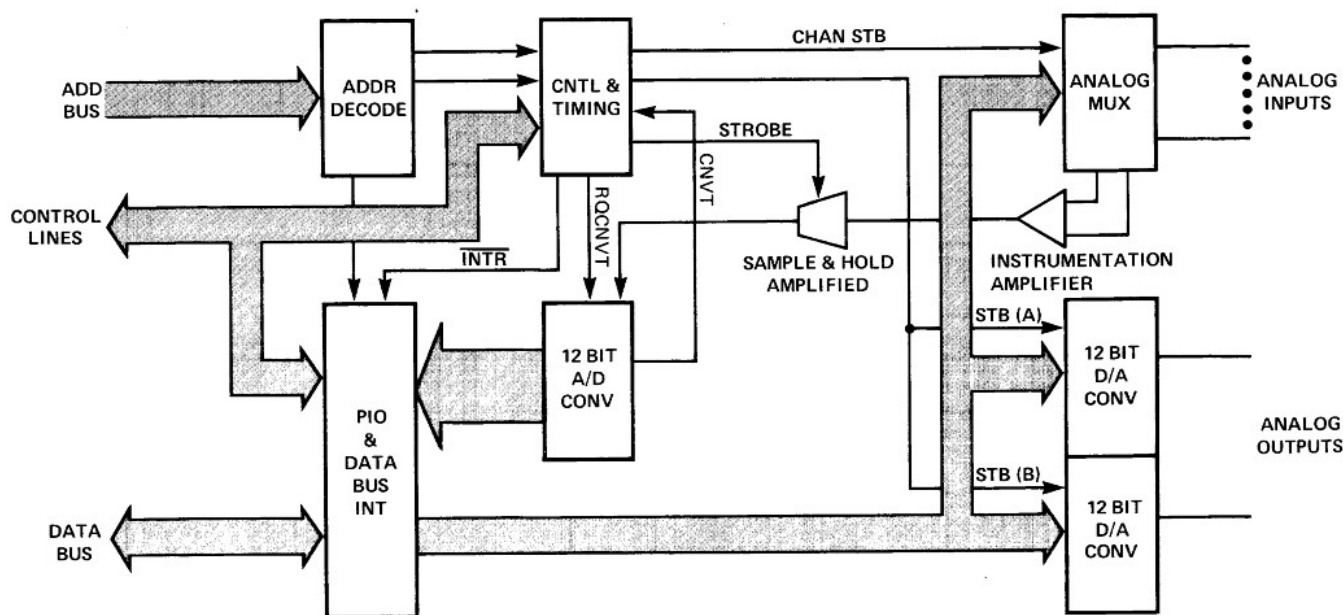 ADD
BUS
ADDR
DECODE
CNTL &
TIMING
CHAN STB
ANALOG
MUX
ANALOG
INPUTS
STROBE
CNVT
RQCNVT
CONTROL
LINES
INTR
SAMPLE & HOLD
AMPLIFIED
INSTRUMENTATION
AMPLIFIER
STB (A)
12 BIT
A/D
CONV
12 BIT
D/A
CONV
PIO
&
DATA
BUS
INT
ANALOG
OUTPUTS
STB (B)
DATA
BUS
12 BIT
D/A
CONV